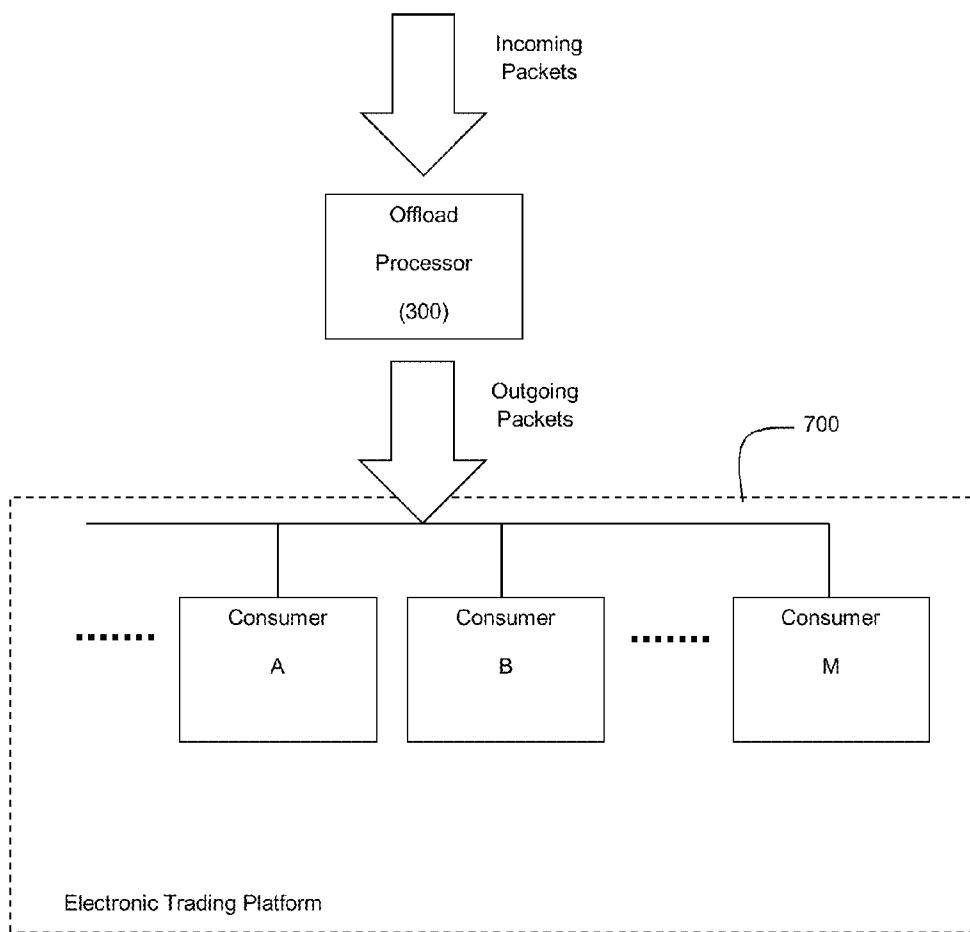 Incoming
Packets
Offload
Processor
(300)
Outgoing
Packets
700
Consumer
A
Consumer
B
Consumer
M
Electronic Trading Platform